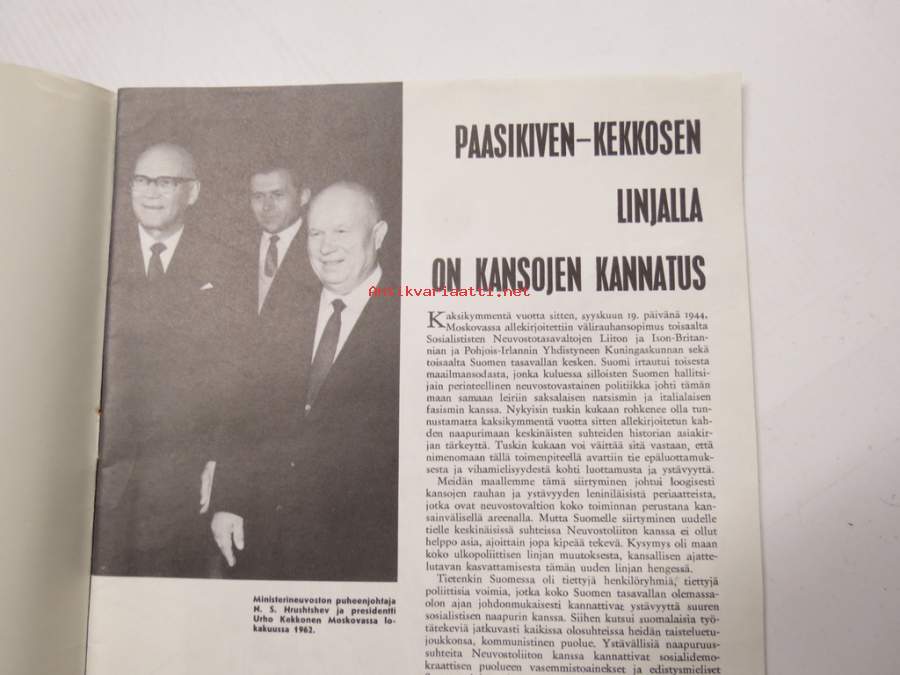 PAASIKIVEN–KEKKOSEN
LINJALLA
ON KANSOJEN KANNATUS
Antikvariaatti.net
Kaksikymmentä vuotta sitten, syyskuun 19. päivänä 1944,
Moskovassa allekirjoitettiin välirauhansopimus toisaalta
Sosialististen Neuvostotasavaltojen Liiton ja Ison-Britan-
nian ja Pohjois-Irlannin Yhdistyneen Kuningaskunnan sekä
toisaalta Suomen tasavallan kesken. Suomi irtautui toisesta
maailmansodasta, jonka kuluessa silloisten Suomen hallitsi-
jain perinteellinen neuvostovastainen politiikka johti tämän
maan samaan leiriin saksalaisen natsismin ja italialaisen
fasismin kanssa. Nykyisin tuskin kukaan rohkenee olla tun-
nustamatta kaksikymmentä vuotta sitten allekirjoitetun kah-
den naapurimaan keskinäisten suhteiden historian asiakir-
jan tärkeyttä. Tuskin kukaan voi väittää sitä vastaan, että
nimenomaan tällä toimenpiteellä avattiin tie epäluottamuk-
sesta ja vihamielisyydestä kohti luottamusta ja ystävyyttä.
Meidän maallemme tämä siirtyminen johtui loogisesti
kansojen rauhan ja ystävyyden leniniläisistä periaatteista,
jotka ovat neuvostovaltion koko toiminnan perustana kan-
sainvälisellä areenalla. Mutta Suomelle siirtyminen uudelle
tielle keskinäisissä suhteissa Neuvostoliiton kanssa ei ollut
helppo asia, ajoittain jopa kipeää tekevä. Kysymys oli maan
koko ulkopoliittisen linjan muutoksesta, kansallisen ajatte-
lutavan kasvattamisesta tämän uuden linjan hengessä.
Tietenkin Suomessa oli tiettyjä henkilöryhmiä, tiettyjä
poliittisia voimia, jotka koko Suomen tasavallan olemassa-
olon ajan johdonmukaisesti kannattivat ystävyyttä suuren
sosialistisen naapurin kanssa. Siihen kutsui suomalaisia työ-
tätekeviä jatkuvasti kaikissa olosuhteissa heidän taisteluetu-
joukkonsa, kommunistinen puolue. Ystävällisiä naapuruus-
suhteita Neuvostoliiton kanssa kannattivat sosialidemo-
kraattisen puolueen vasemmistoainekset ja edistysmieliset
Ministerineuvoston puheenjohtaja
N. S. Hrushtshev ja presidentti
Urho Kekkonen Moskovassa lo-
kakuussa 1962.